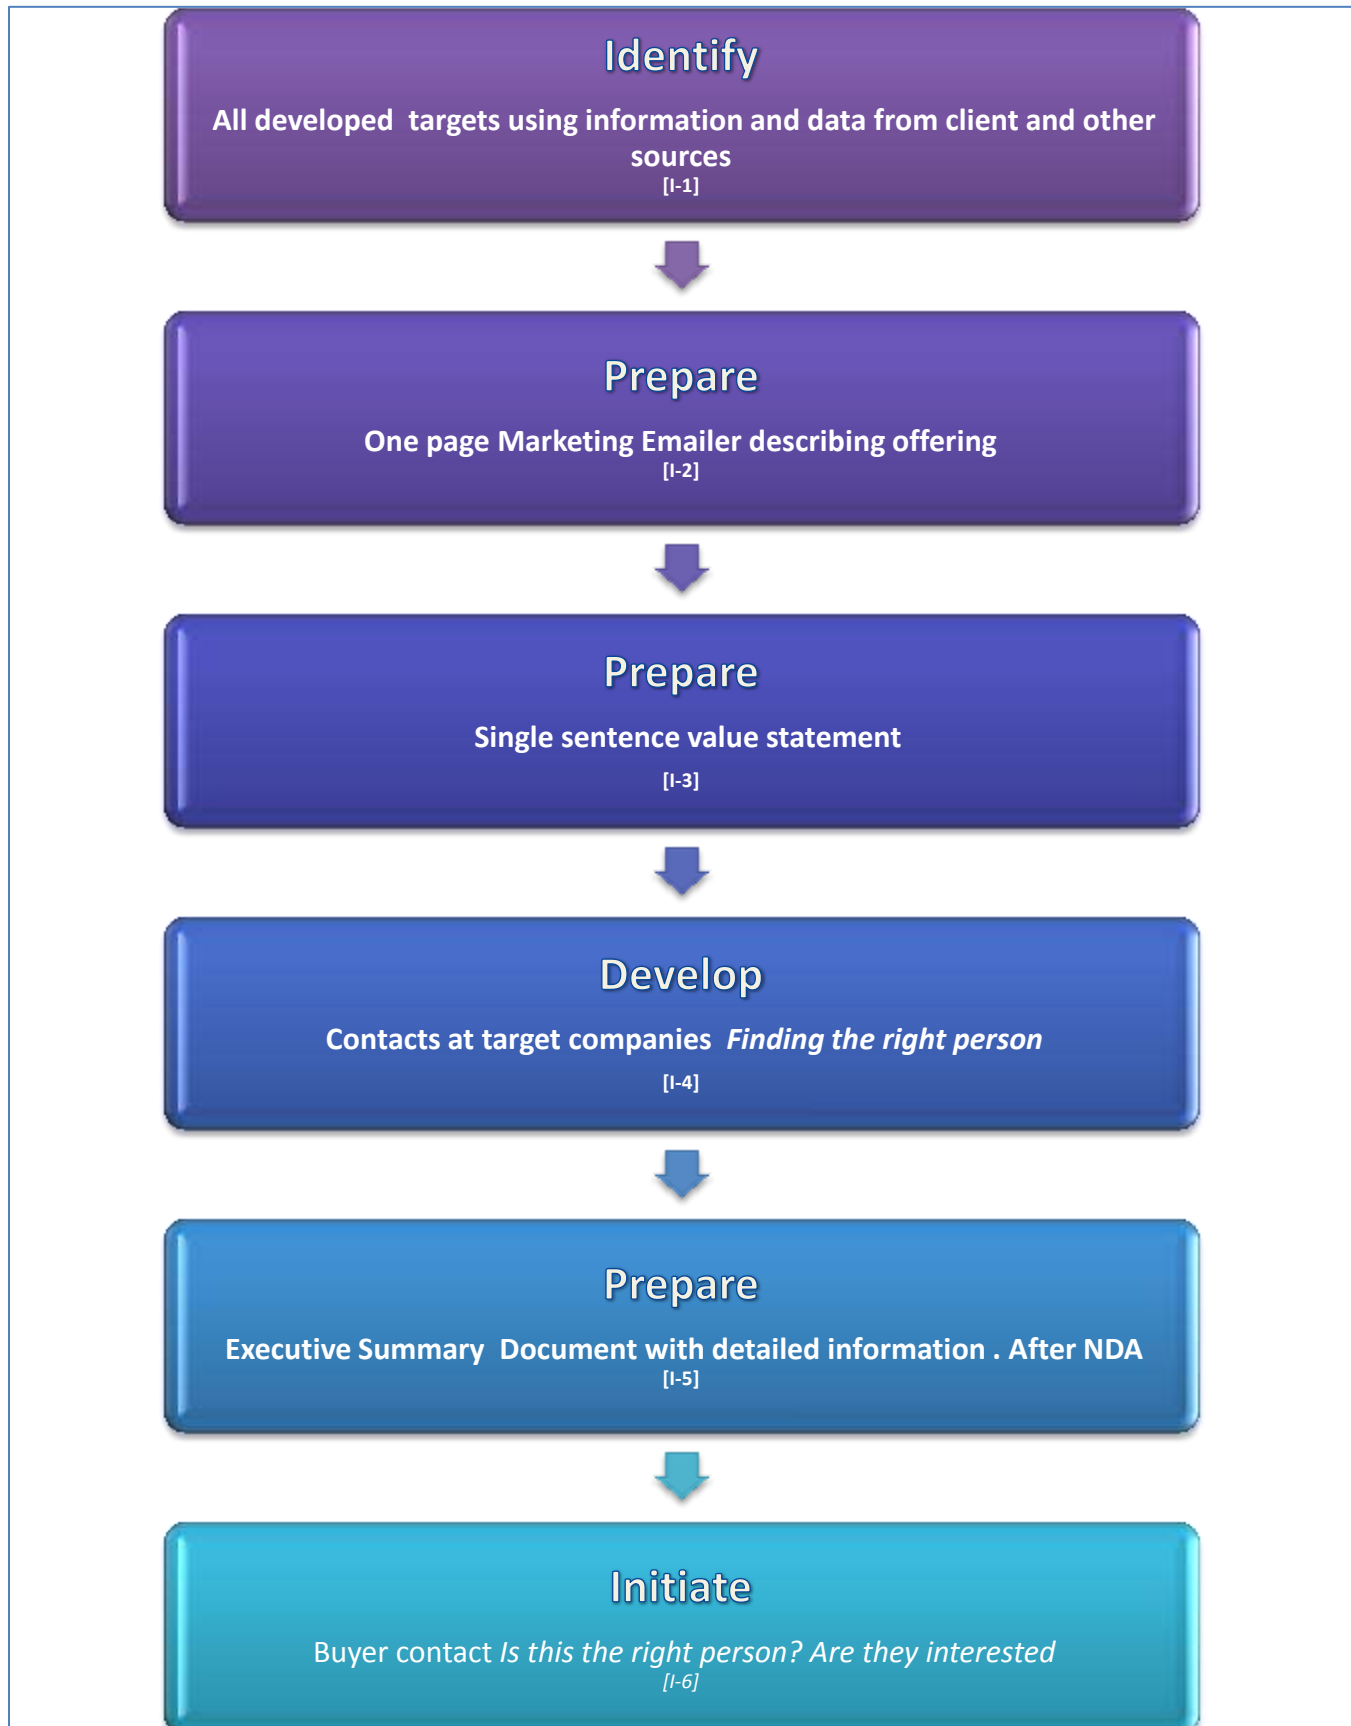 Identify
All developed  targets using information and data from client and other
sources
[I-1]
Prepare
One page Marketing Emailer describing offering
[I-2]
Prepare
Single sentence value statement
[I-3]
Develop
Contacts at target companies  Finding the right person
[I-4]
Prepare
Executive Summary  Document with detailed information . After NDA
[I-5]
Initiate
Buyer contact Is this the right person? Are they interested
[I-6]